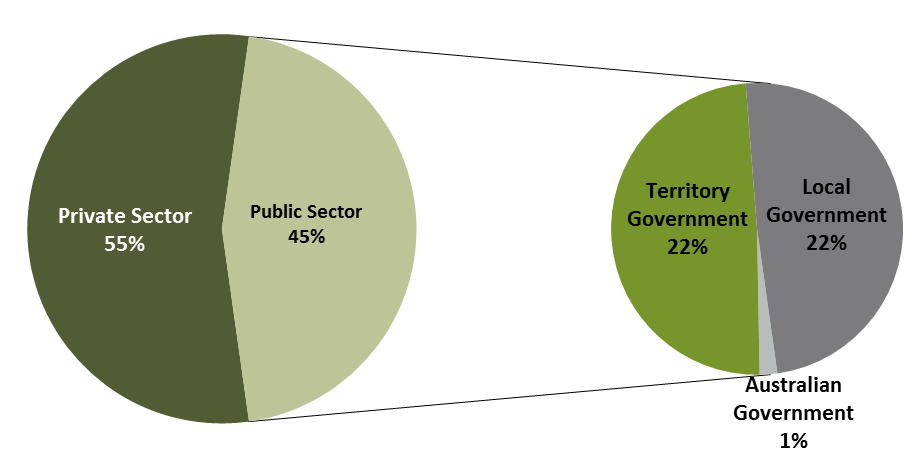 Private Sector
55%
Public Sector
45%
Territory
Government
22%
Local
Government
22%
Australian
Government
1%